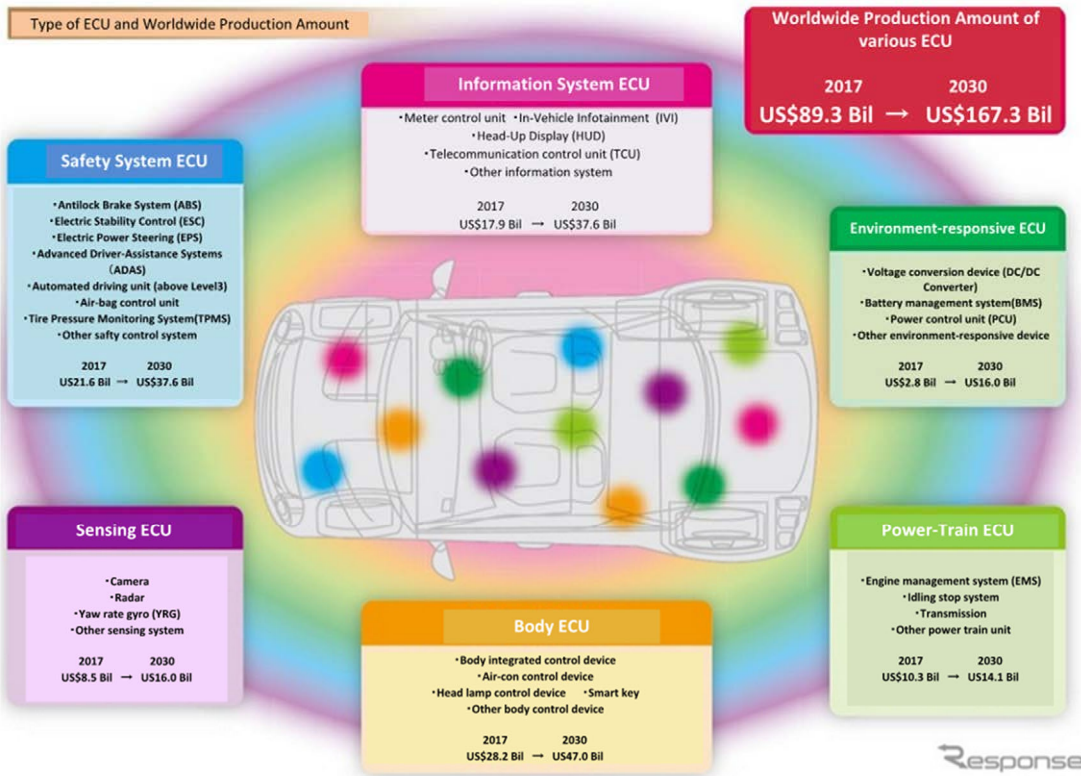 Type of ECU and Worldwide Production Amount
Worldwide Production Amount of
various ECU
2017 2030
US$89.3 Bil → US$167.3 Bil
Information System ECU
・Meter control unit ・In-Vehicle Infotainment (IVI)
・Head-Up Display (HUD)
・Telecommunication control unit (TCU)
・Other information system
2017 2030
US$17.9 Bil → US$37.6 Bil
Safety System ECU
・Antilock Brake System (ABS)
・Electric Stability Control (ESC)
・Electric Power Steering (EPS)
・Advanced Driver-Assistance Systems
(ADAS)
・Automated driving unit (above Level3)
・Air-bag control unit
・Tire Pressure Monitoring System(TPMS)
・Other safty control system
2017 2030
US21.6 Bil → US$37.6 Bil
Environment-responsive ECU
・Voltage conversion device (DC/DC
Converter)
・Battery management system(BMS)
・Power control unit (PCU)
・Other environment-responsive device
2017 2030
US$2.8 Bil → US16.0 Bil
Sensing ECU
・Camera
・Radar
・Yaw rate gyro (YRG)
・Other sensing system
2017 2030
US$8.5 Bil → US16.0 Bil
Body ECU
・Body integrated control device
・Air-con control device
・Head lamp control device ・Smart key
・Other body control device
2017 2030
US$28.2 Bil → US47.0 Bil
Power-Train ECU
・Engine management system (EMS)
・Idling stop system
・Transmission
・Other power train unit
2017 2030
US$10.3 Bil → US14.1 Bil
Response